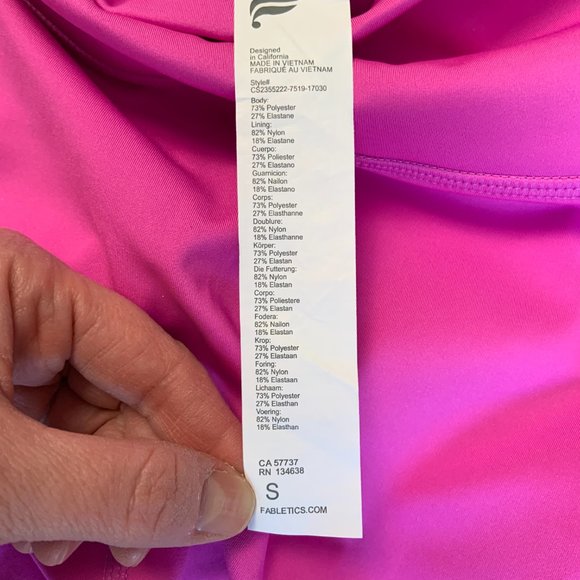 Designed
in California
MADE IN VIETNAM
FABRIQUÉ AU VIETNAM
Style#
CS2355222-7519-17030
Body:
73% Polyester
27% Elastane
Lining:
82% Nylon
18% Elastane
Cuerpo:
73% Poliester
27% Elastano
Guarnicion:
82% Nailon
18% Elastano
Corps:
73% Polyester
27% Elasthanne
Doublure:
82% Nylon
18% Elasthanne
Körper:
73% Polyester
27% Elastan
Die Futterung:
82% Nylon
18% Elastan
Corpo:
73% Poliestere
27% Elastan
Fodera:
82% Nailon
18% Elastan
Krop:
73% Polyester
27% Elastaan
Foring:
82% Nylon
18% Elastaan
Lichaam:
73% Polyester
27% Elasthan
Voering:
82% Nylon
18% Elasthan
CA 57737
RN 134638
S
FABLETICS.COM